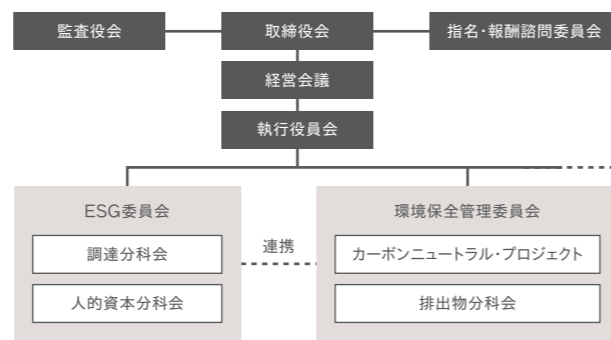 監査役会
取締役会
指名・報酬諮問委員会
経営会議
執行役員会
ESG委員会
調達分科会
人的資本分科会
連携
環境保全管理委員会
カーボンニュートラル・プロジェクト
排出物分科会